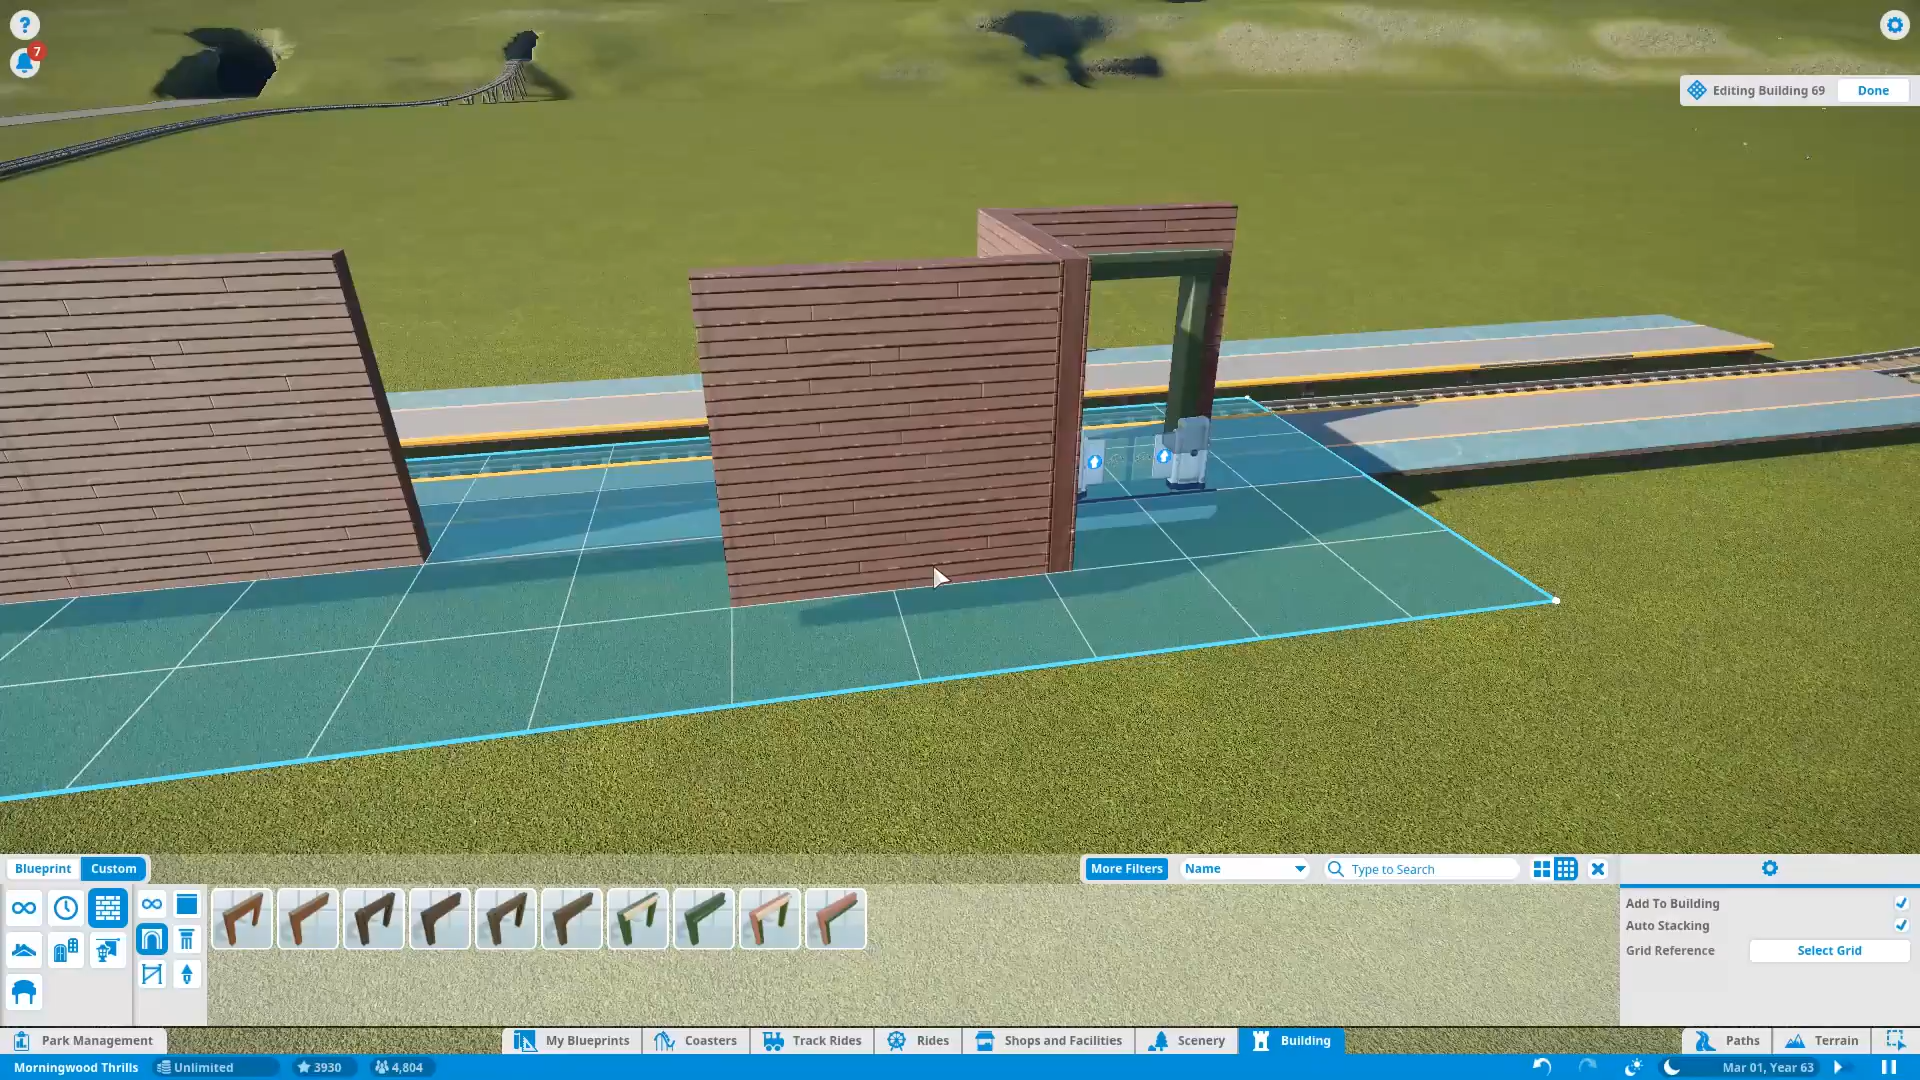 ?
7
Editing Building 69
Done
Blueprint
Custom
More Filters
Name
Type to Search
Add To Building
Auto Stacking
Grid Reference
Select Grid
Park Management
My Blueprints
Coasters
Track Rides
Rides
Shops and Facilities
Scenery
Building
Paths
Terrain
Morningwood Thrills
Unlimited
3930
4,804
Mar 01, Year 63